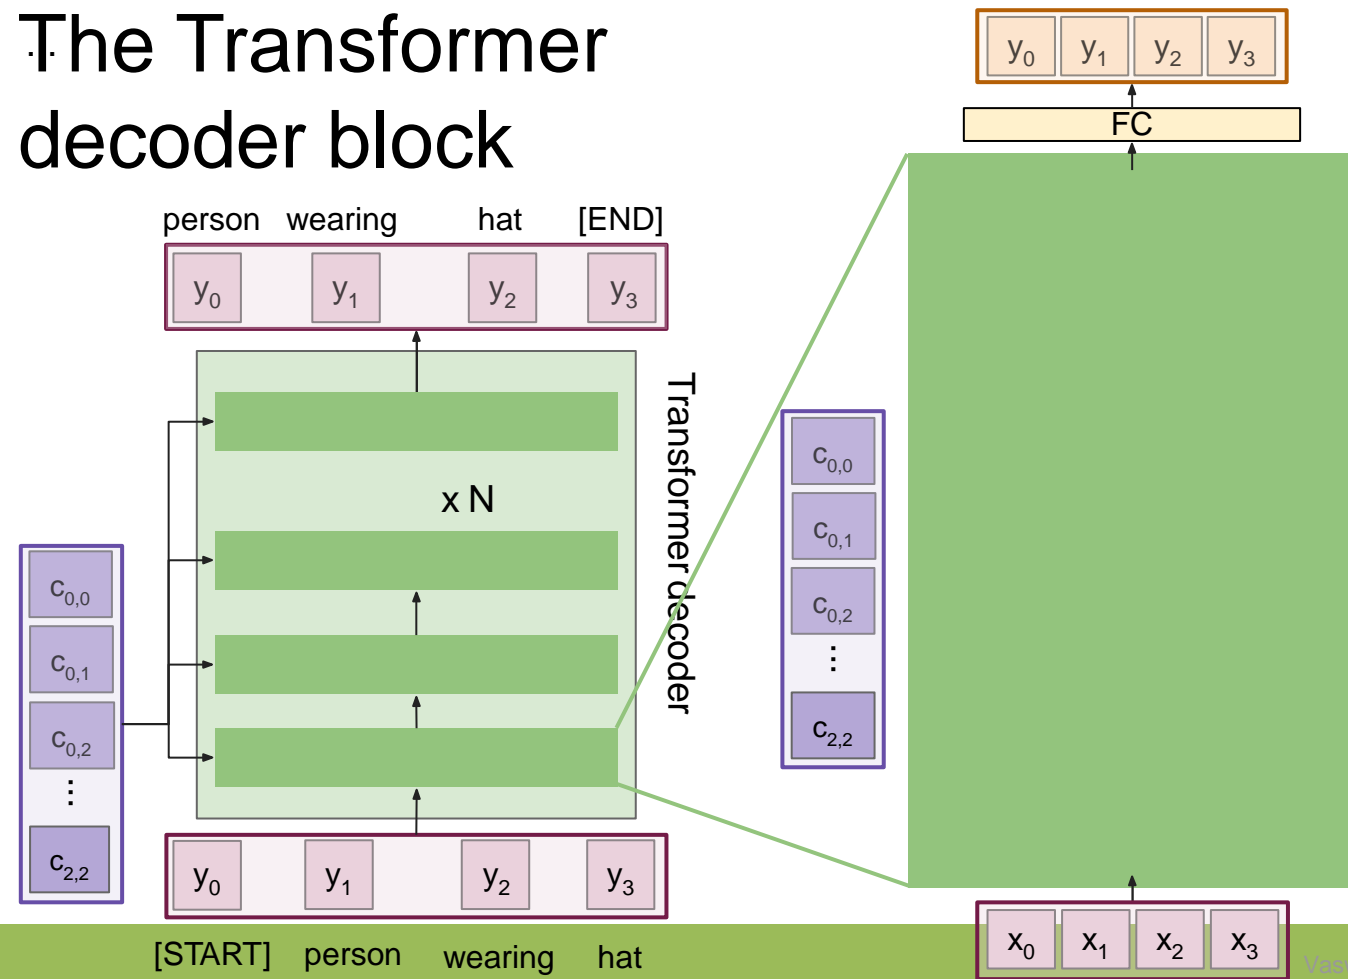 The Transformer
..
decoder block
person wearing hat [END]
y0 y1 y2 y3
x N
Transformer decoder
c0,0
c0,1
c0,2
⋮
c2,2
y0 y1 y2 y3
[START] person wearing hat
y0 y1 y2 y3
FC
c0,0
c0,1
c0,2
⋮
c2,2
x0 x1 x2 x3